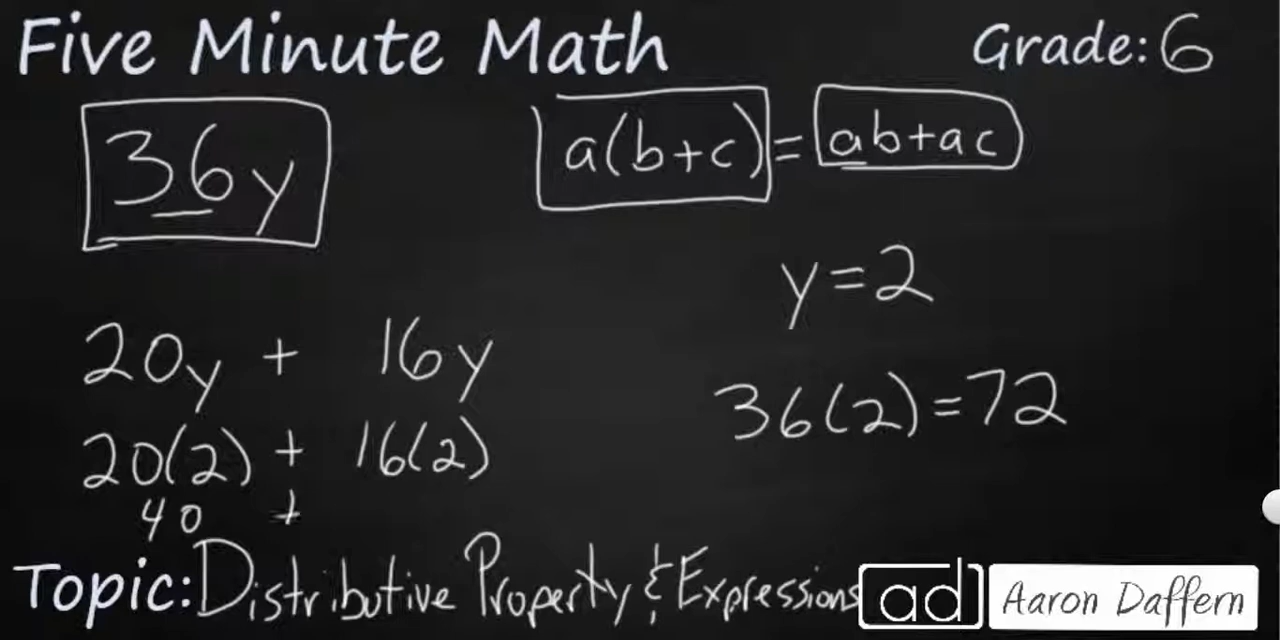 Five Minute Math
Grade: 6
36y
a(b+c) = ab+ac
y=2
20y + 16y
36(2)=72
20(2) + 16(2)
40 +
Topic: Distributive Property & Expressions
ad Aaron Daffern